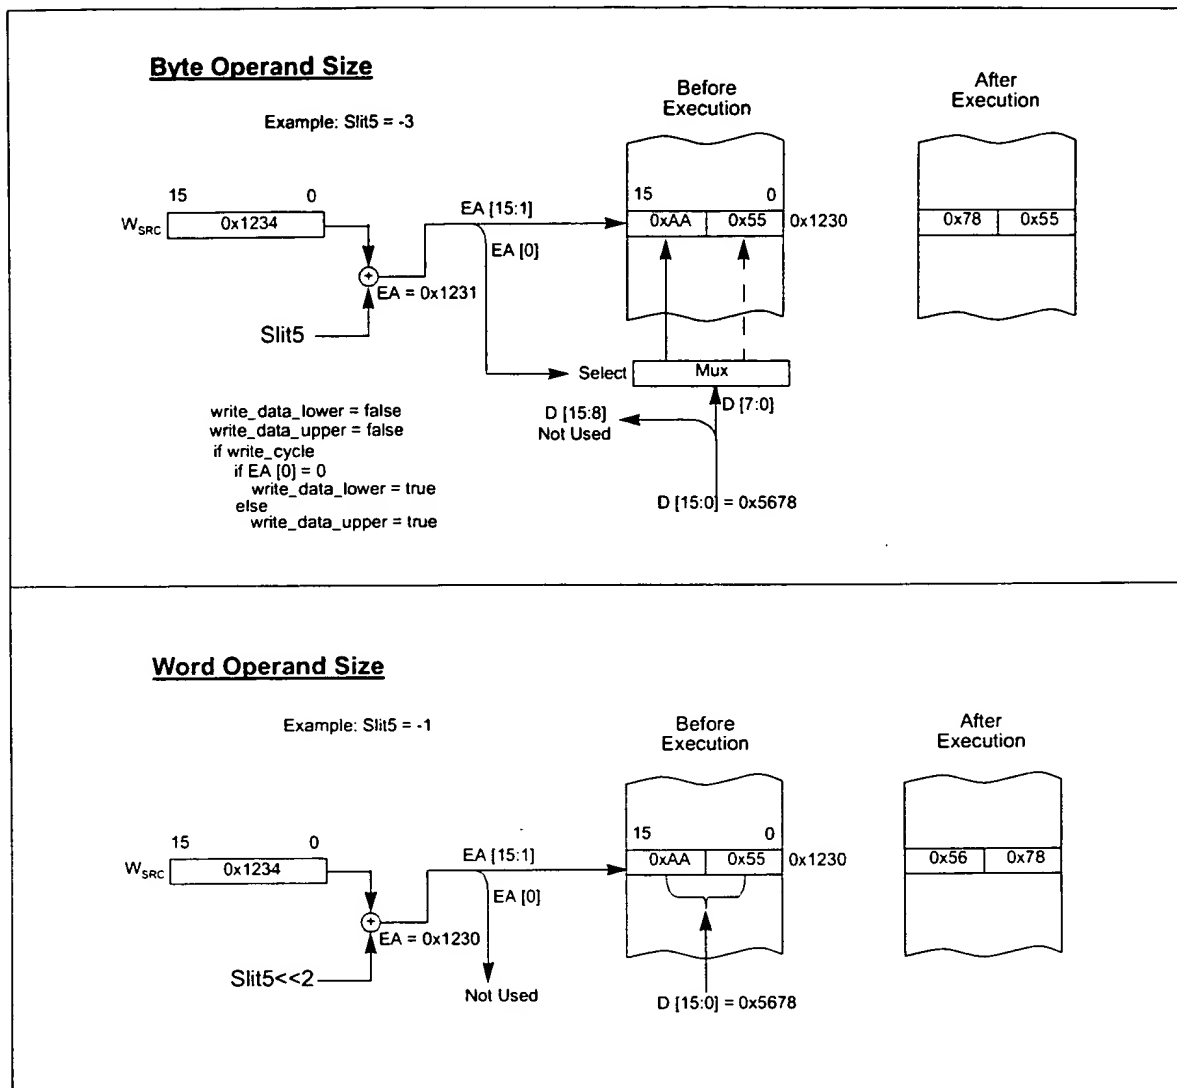 Byte Operand Size
Example: Slit5 = -3
Before
Execution
After
Execution
15 0
15 0
WSRC 0x1234
EA [15:1]
0xAA 0x55 0x1230
0x78 0x55
EA [0]
+
EA = 0x1231
Slit5
Select Mux
D [7:0]
D [15:8]
Not Used
D [15:0] = 0x5678
write_data_lower = false
write_data_upper = false
if write_cycle
if EA [0] = 0
write_data_lower = true
else
write_data_upper = true
Word Operand Size
Example: Slit5 = -1
Before
Execution
After
Execution
15 0
15 0
WSRC 0x1234
EA [15:1]
0xAA 0x55 0x1230
0x56 0x78
EA [0]
+
EA = 0x1230
Slit5<<2
Not Used
D [15:0] = 0x5678